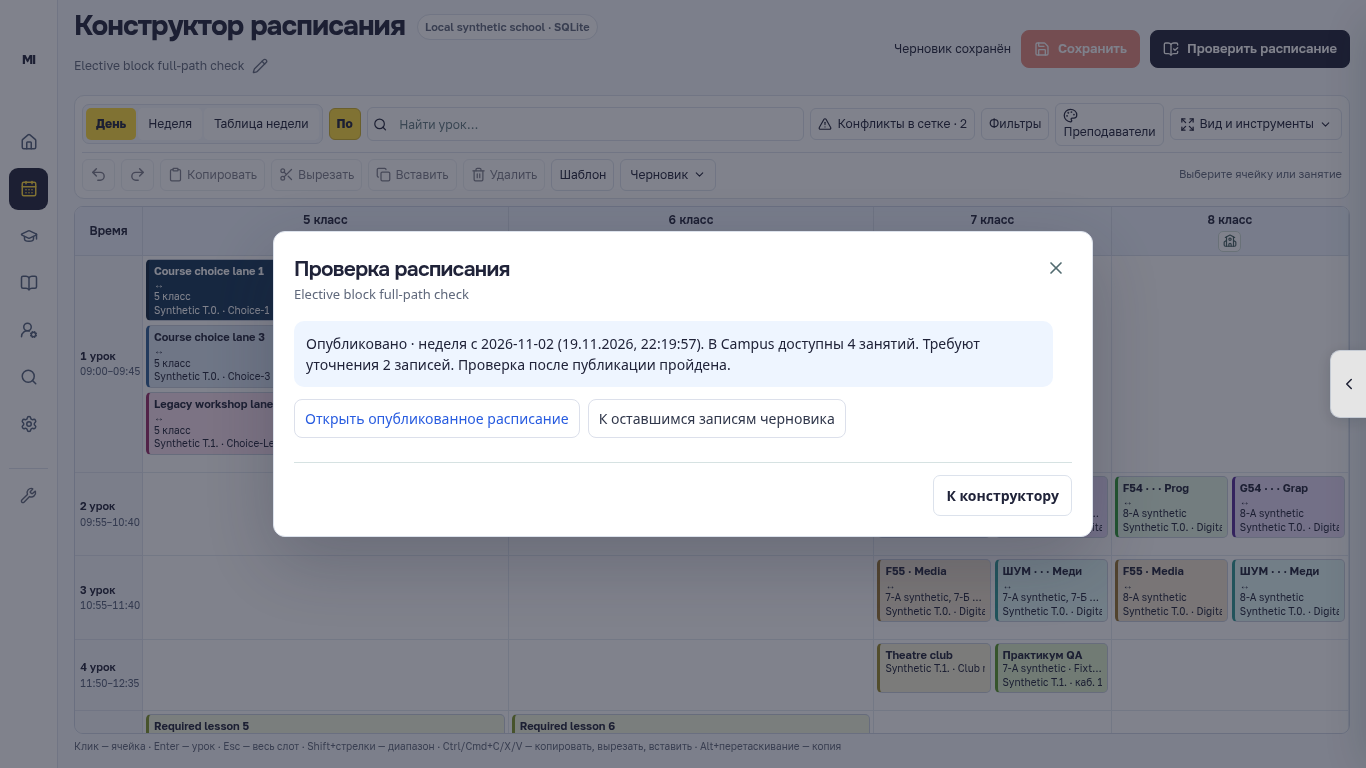 Конструктор расписания
Local synthetic school · SQLite
Elective block full-path check
MI
Черновик сохранён
Сохранить
Проверить расписание
День
Неделя
Таблица недели
По
Найти урок...
Конфликты в сетке · 2
Фильтры
Преподаватели
Вид и инструменты
Копировать
Вырезать
Вставить
Удалить
Шаблон
Черновик
Выберите ячейку или занятие
Время
5 класс
6 класс
7 класс
8 класс
1 урок
09:00–09:45
Course choice lane 1
--
5 класс
Synthetic T.0. · Choice-1
Course choice lane 3
--
5 класс
Synthetic T.0. · Choice-3
Legacy workshop lane
--
5 класс
Synthetic T.1. · Choice-Le
Проверка расписания
Elective block full-path check
Опубликовано · неделя с 2026-11-02 (19.11.2026, 22:19:57). В Campus доступны 4 занятий. Требуют
уточнения 2 записей. Проверка после публикации пройдена.
Открыть опубликованное расписание
К оставшимся записям черновика
К конструктору
2 урок
09:55–10:40
F54 · · · Prog
--
8-A synthetic
Synthetic T.0. · Digita
G54 · · · Grap
--
8-A synthetic
Synthetic T.0. · Digita
3 урок
10:55–11:40
F55 · Media
--
7-A synthetic, 7-Б ...
Synthetic T.0. · Digita
ШУМ · · · Меди
--
7-A synthetic, 7-Б ...
Synthetic T.0. · Digita
F55 · Media
--
8-A synthetic
Synthetic T.0. · Digita
ШУМ · · · Меди
--
8-A synthetic
Synthetic T.0. · Digita
4 урок
11:50–12:35
Theatre club
Synthetic T.1. · Club r
Практикум QA
7-A synthetic · Fixt...
Synthetic T.1. · каб. 1
Required lesson 5
Required lesson 6
Клик — ячейка · Enter — урок · Esc — весь слот · Shift+стрелки — диапазон · Ctrl/Cmd+C/X/V — копировать, вырезать, вставить · Alt+перетаскивание — копия